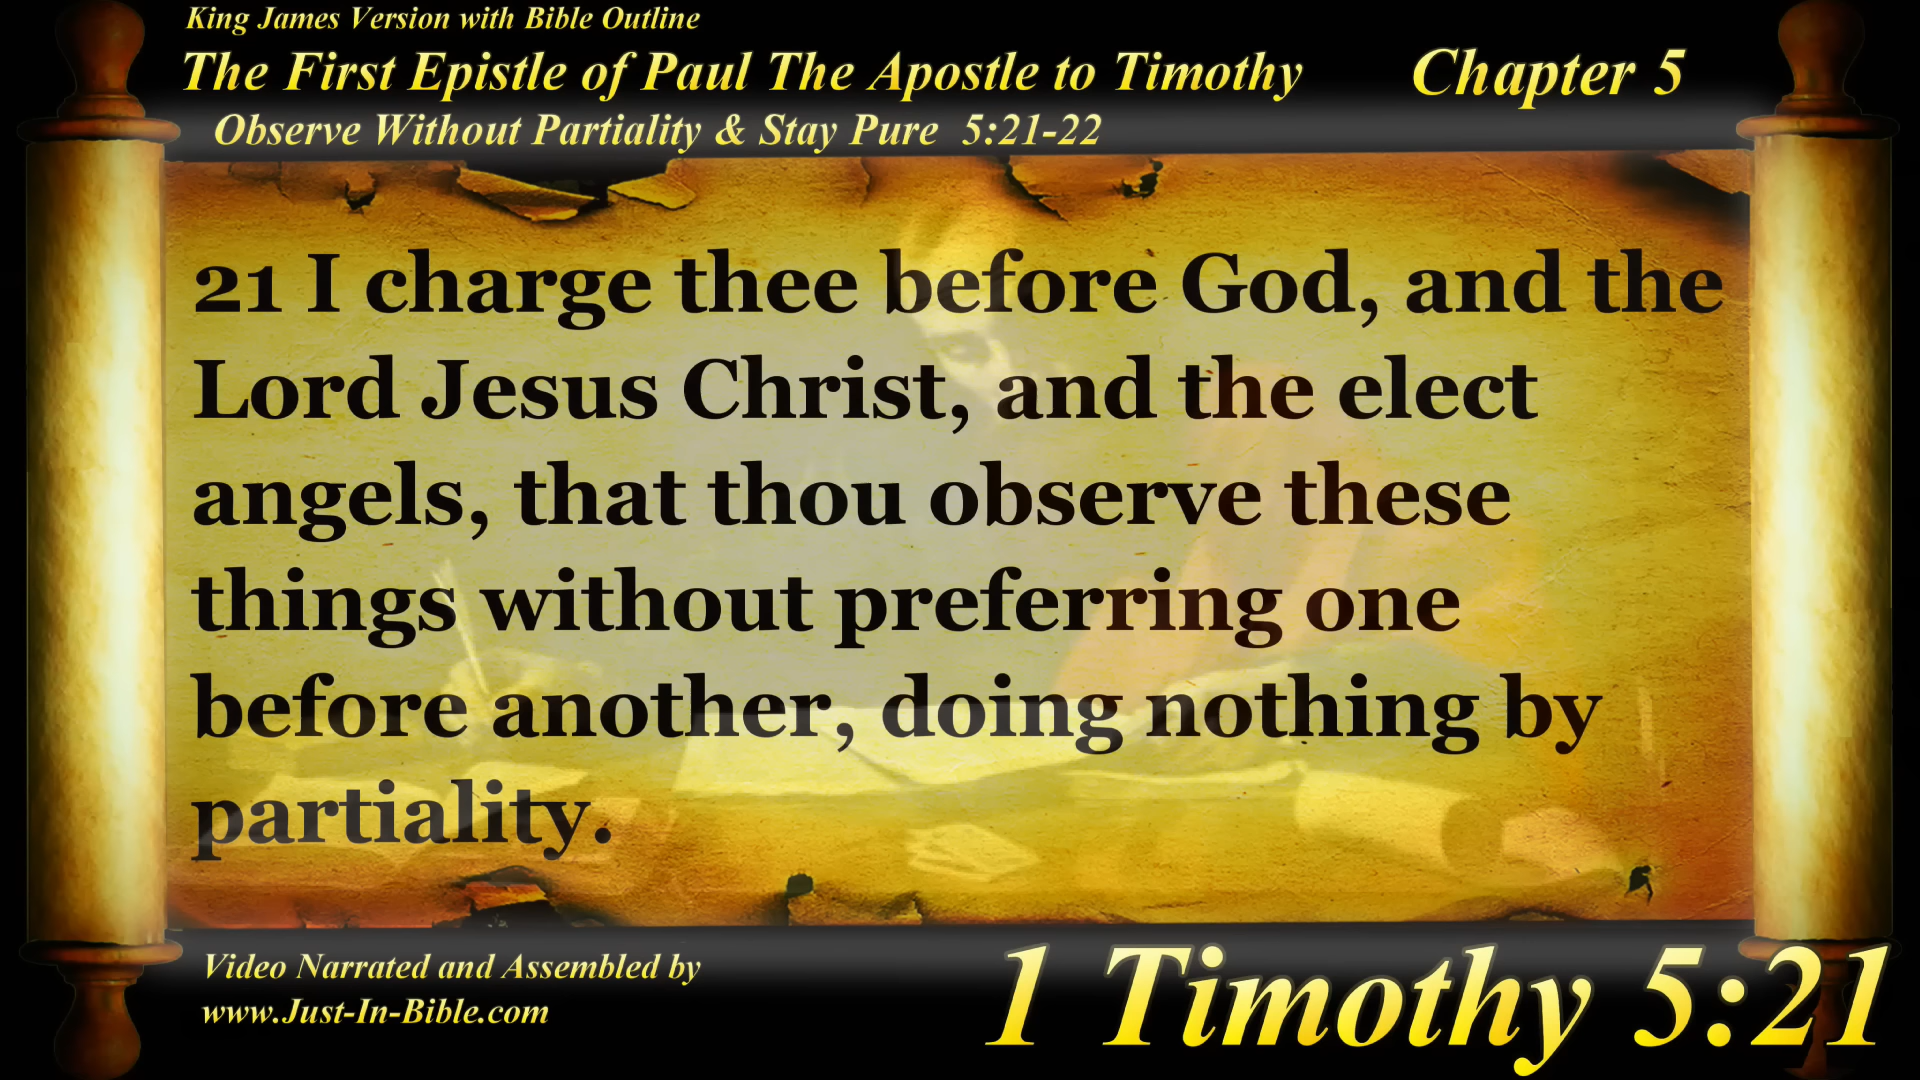 King James Version with Bible Outline
The First Epistle of Paul The Apostle to Timothy Chapter 5
Observe Without Partiality & Stay Pure 5:21-22
21 I charge thee before God, and the
Lord Jesus Christ, and the elect
angels, that thou observe these
things without preferring one
before another, doing nothing by
partiality.
Video Narrated and Assembled by
www.Just-In-Bible.com
1 Timothy 5:21